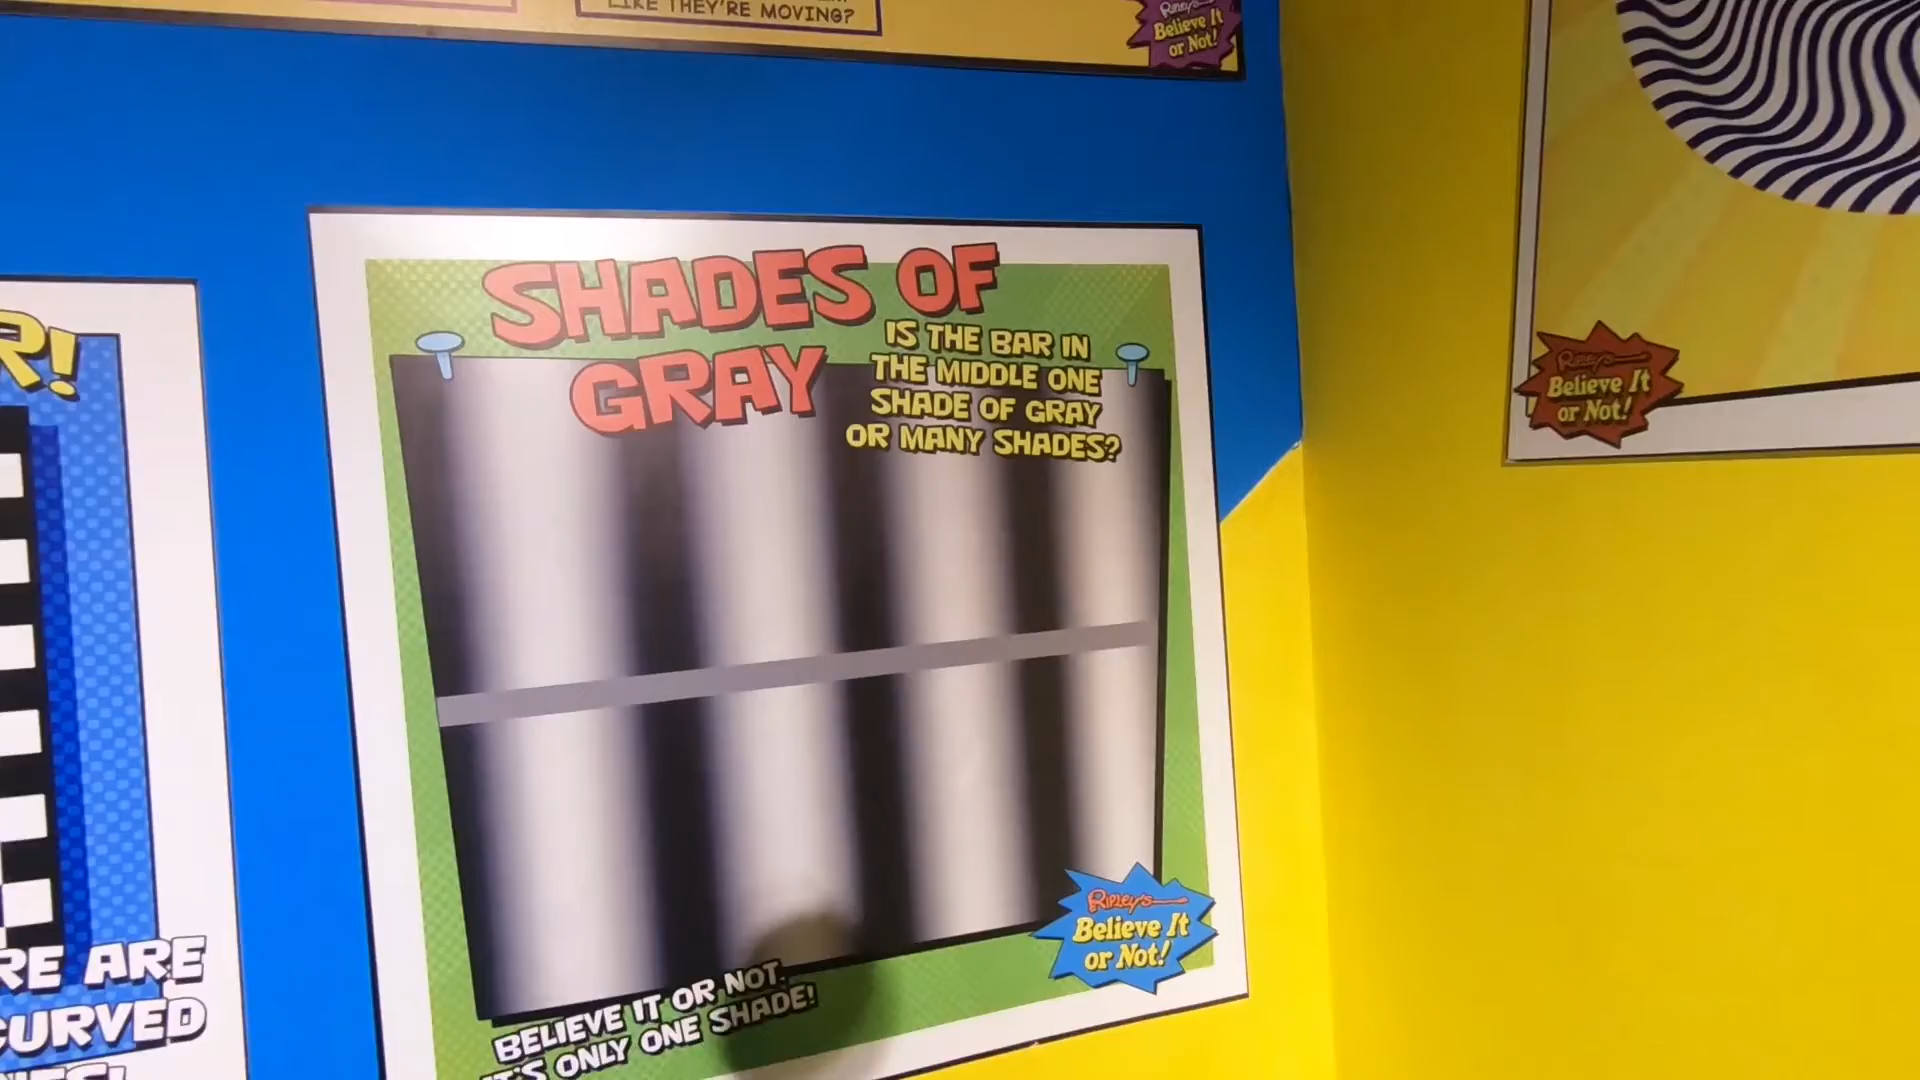 LIKE THEY'RE MOVING?
Ripley's
Believe It
or Not!
SHADES OF
GRAY
IS THE BAR IN
THE MIDDLE ONE
SHADE OF GRAY
OR MANY SHADES?
Ripley's
Believe It
or Not!
R!
RE ARE
CURVED
Ripley's
Believe It
or Not!
BELIEVE IT OR NOT,
IT'S ONLY ONE SHADE!